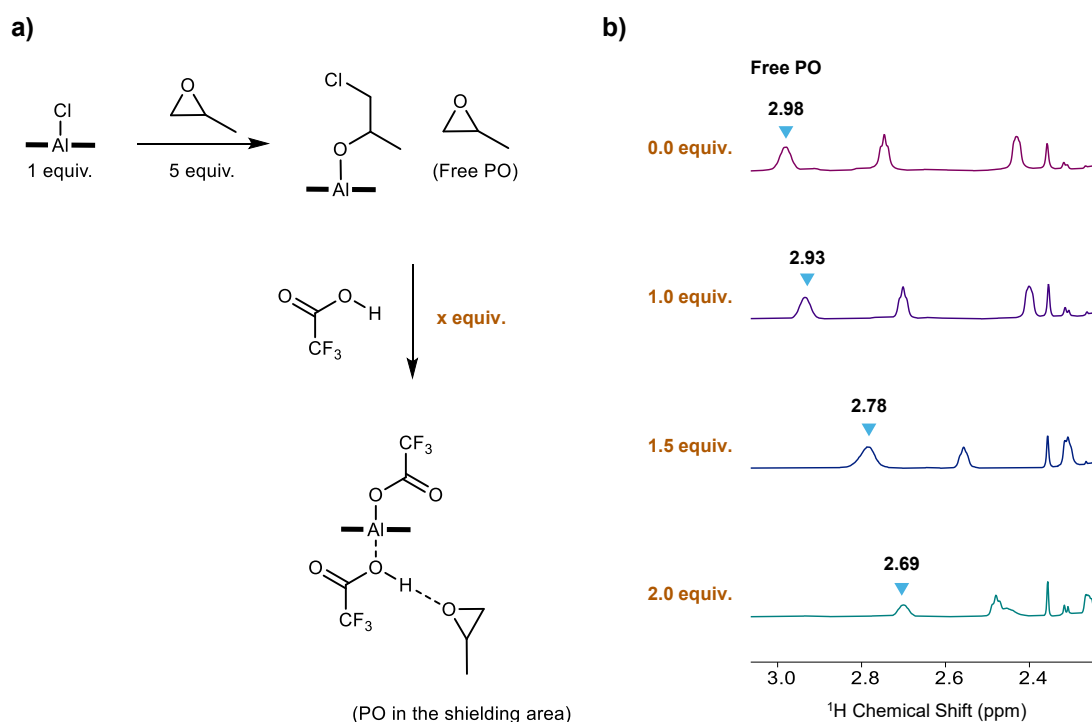 a)
Cl
Al
1 equiv.
O
5 equiv.
Cl
O
Al
O
(Free PO)
O
O
H
CF3
x equiv.
CF3
O
O
Al
O
O
H
CF3
O
(PO in the shielding area)
b)
Free PO
2.98
0.0 equiv.
2.93
1.0 equiv.
2.78
1.5 equiv.
2.69
2.0 equiv.
3.0 2.8 2.6 2.4
¹H Chemical Shift (ppm)